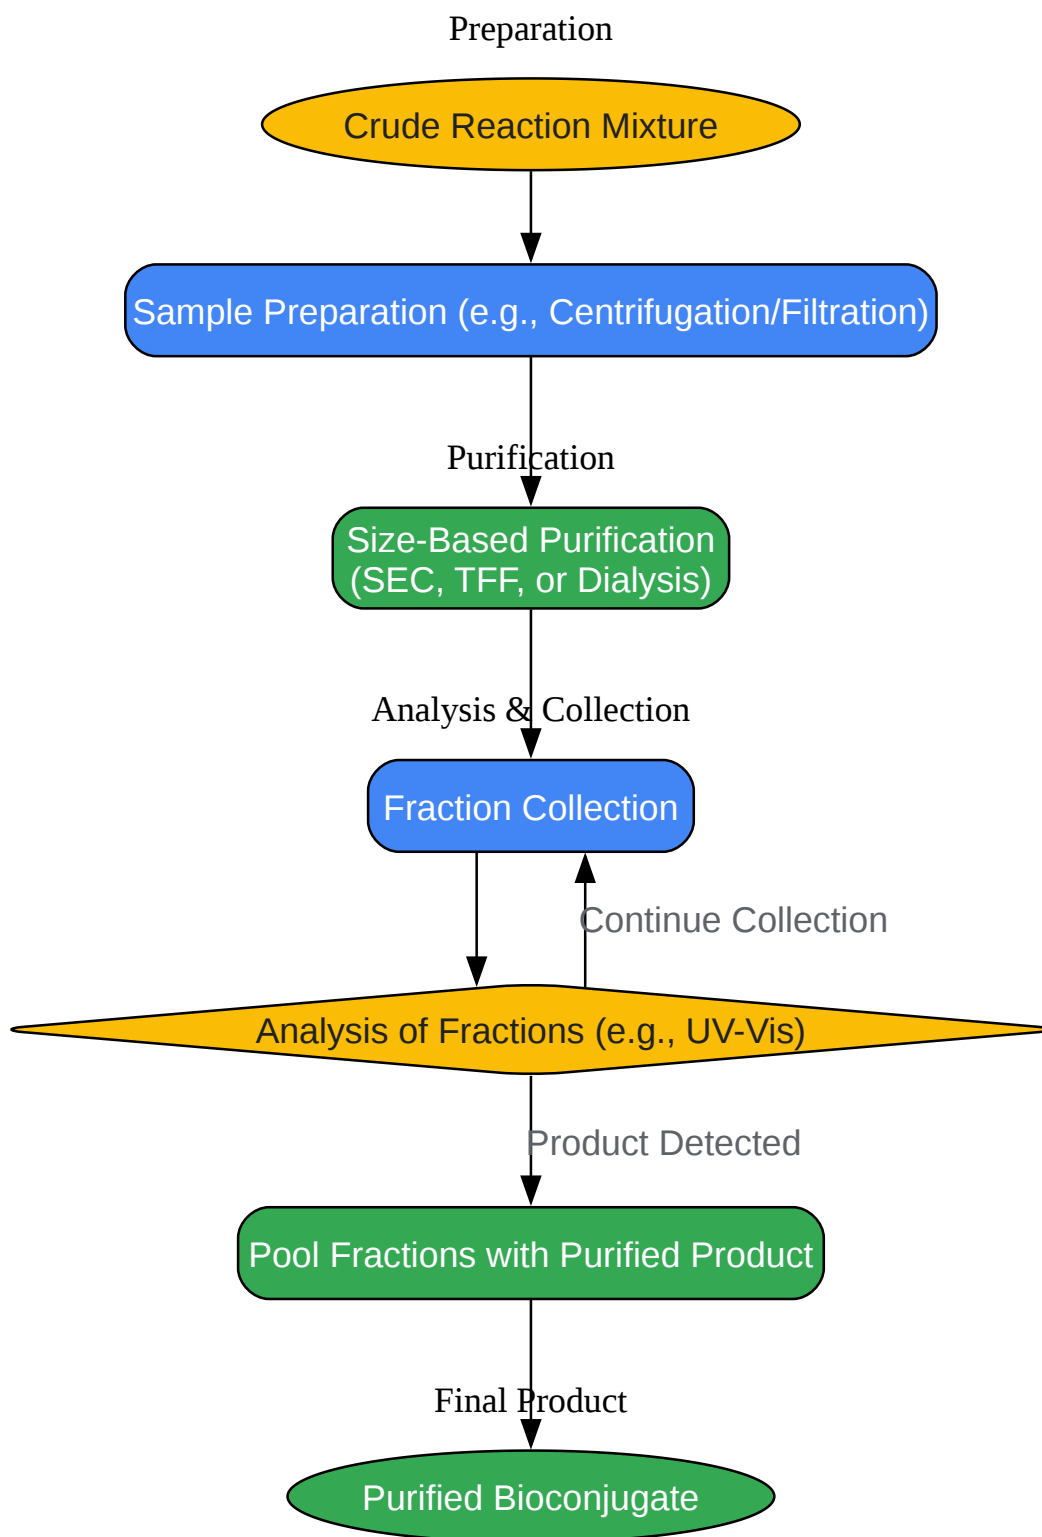 Preparation
Crude Reaction Mixture
Sample Preparation (e.g., Centrifugation/Filtration)
Purification
Size-Based Purification
(SEC, TFF, or Dialysis)
Analysis & Collection
Fraction Collection
Continue Collection
Analysis of Fractions (e.g., UV-Vis)
Product Detected
Pool Fractions with Purified Product
Final Product
Purified Bioconjugate